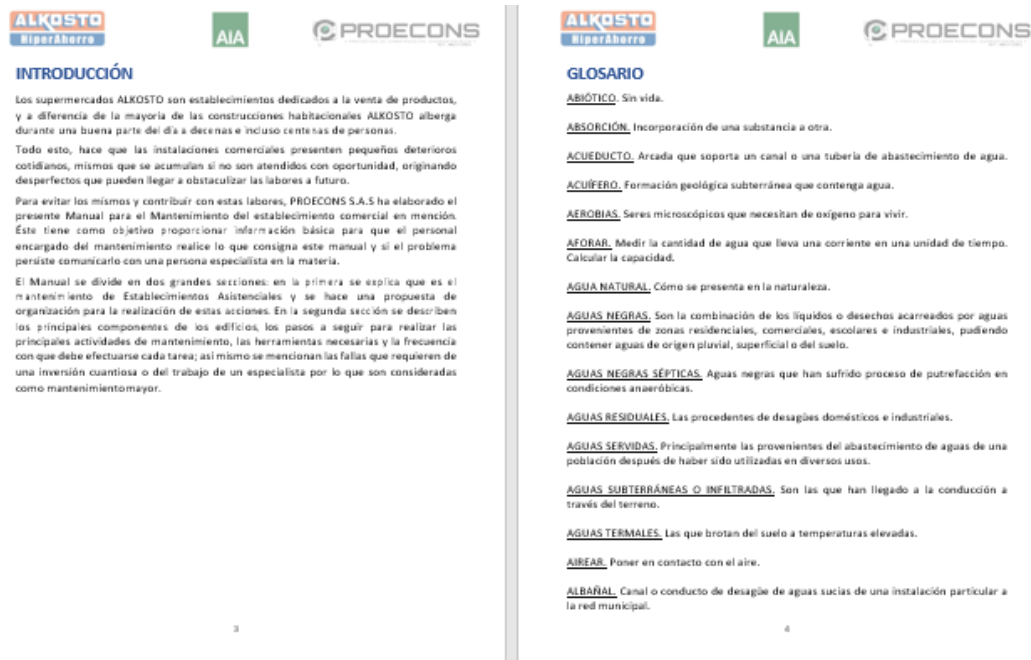 ALKOSTO
HiperAhorro
AIA
PROECONS
INTRODUCCIÓN
Los supermercados ALKOSTO son establecimientos dedicados a la venta de productos,
y a diferencia de la mayoría de las construcciones habitacionales ALKOSTO alberga
durante una buena parte del día a decenas e incluso centenas de personas.
Todo esto, hace que las instalaciones comerciales presenten pequeños deterioros
cotidianos, mismos que se acumulan si no son atendidos con oportunidad, originando
desperfectos que pueden llegar a obstaculizar las labores a futuro.
Para evitar los mismos y contribuir con estas labores, PROECONS S.A.S ha elaborado el
presente Manual para el Mantenimiento del establecimiento comercial en mención.
Éste tiene como objetivo proporcionar información básica para que el personal
encargado del mantenimiento realice lo que consigna este manual y si el problema
persiste comunicarlo con una persona especialista en la materia.
El Manual se divide en dos grandes secciones: en la primera se explica que es el
mantenimiento de Establecimientos Asistenciales y se hace una propuesta de
organización para la realización de estas acciones. En la segunda sección se describen
los principales componentes de los edificios, los pasos a seguir para realizar las
principales actividades de mantenimiento, las herramientas necesarias y la frecuencia
con que debe efectuarse cada tarea; así mismo se mencionan las fallas que requieren de
una inversión cuantiosa o del trabajo de un especialista por lo que son consideradas
como mantenimiento mayor.
3
ALKOSTO
HiperAhorro
AIA
PROECONS
GLOSARIO
ABIÓTICO. Sin vida.
ABSORCIÓN. Incorporación de una substancia a otra.
ACUEDUCTO. Arcada que soporta un canal o una tubería de abastecimiento de agua.
ACUÍFERO. Formación geológica subterránea que contenga agua.
AEROBIAS. Seres microscópicos que necesitan de oxígeno para vivir.
AFORAR. Medir la cantidad de agua que lleva una corriente en una unidad de tiempo.
Calcular la capacidad.
AGUA NATURAL. Cómo se presenta en la naturaleza.
AGUAS NEGRAS. Son la combinación de los líquidos o desechos acarreados por aguas
provenientes de zonas residenciales, comerciales, escolares e industriales, pudiendo
contener aguas de origen pluvial, superficial o del suelo.
AGUAS NEGRAS SÉPTICAS. Aguas negras que han sufrido proceso de putrefacción en
condiciones anaeróbicas.
AGUAS RESIDUALES. Las procedentes de desagües domésticos e industriales.
AGUAS SERVIDAS. Principalmente las provenientes del abastecimiento de aguas de una
población después de haber sido utilizadas en diversos usos.
AGUAS SUBTERRÁNEAS O INFILTRADAS. Son las que han llegado a la conducción a
través del terreno.
AGUAS TERMALES. Las que brotan del suelo a temperaturas elevadas.
AIREAR. Poner en contacto con el aire.
ALBAÑAL. Canal o conducto de desagüe de aguas sucias de una instalación particular a
la red municipal.
4